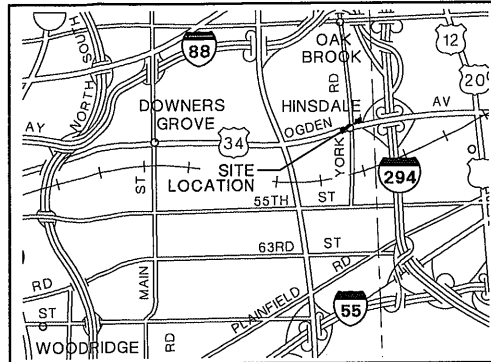 SOUTH
NORTH
88
OAK
BROOK
12
20
RD
DOWNERS
GROVE
HINSDALE
AV
AY
OGDEN
34
SITE
LOCATION
YORK
294
ST
55TH ST
63RD ST
RD
MAIN
PLAINFIELD RD
55
ST
WOODRIDGE
RD